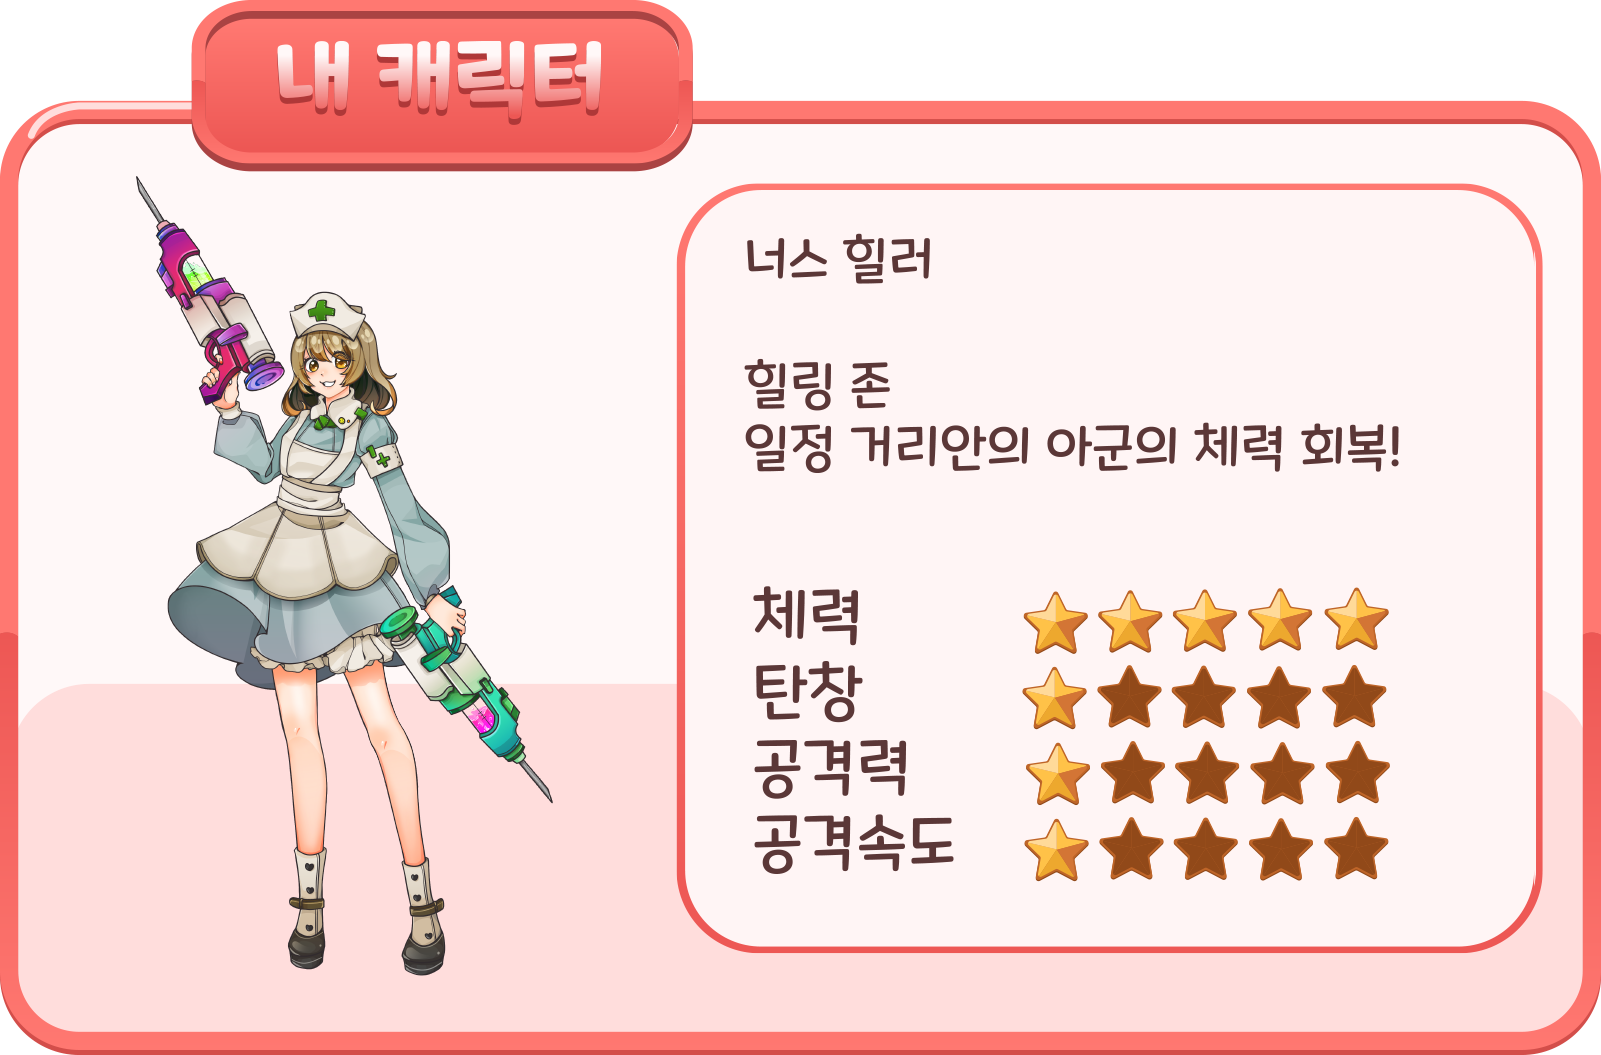 내 캐릭터
너스 힐러
힐링 존
일정 거리안의 아군의 체력 회복!
체력
탄창
공격력
공격속도